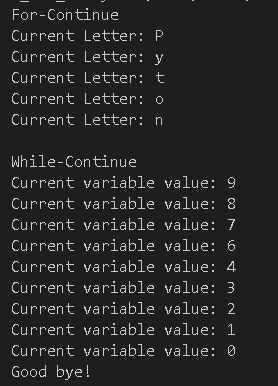 For-Continue
Current Letter: P
Current Letter: y
Current Letter: t
Current Letter: o
Current Letter: n
While-Continue
Current variable value: 9
Current variable value: 8
Current variable value: 7
Current variable value: 6
Current variable value: 4
Current variable value: 3
Current variable value: 2
Current variable value: 1
Current variable value: 0
Good bye!